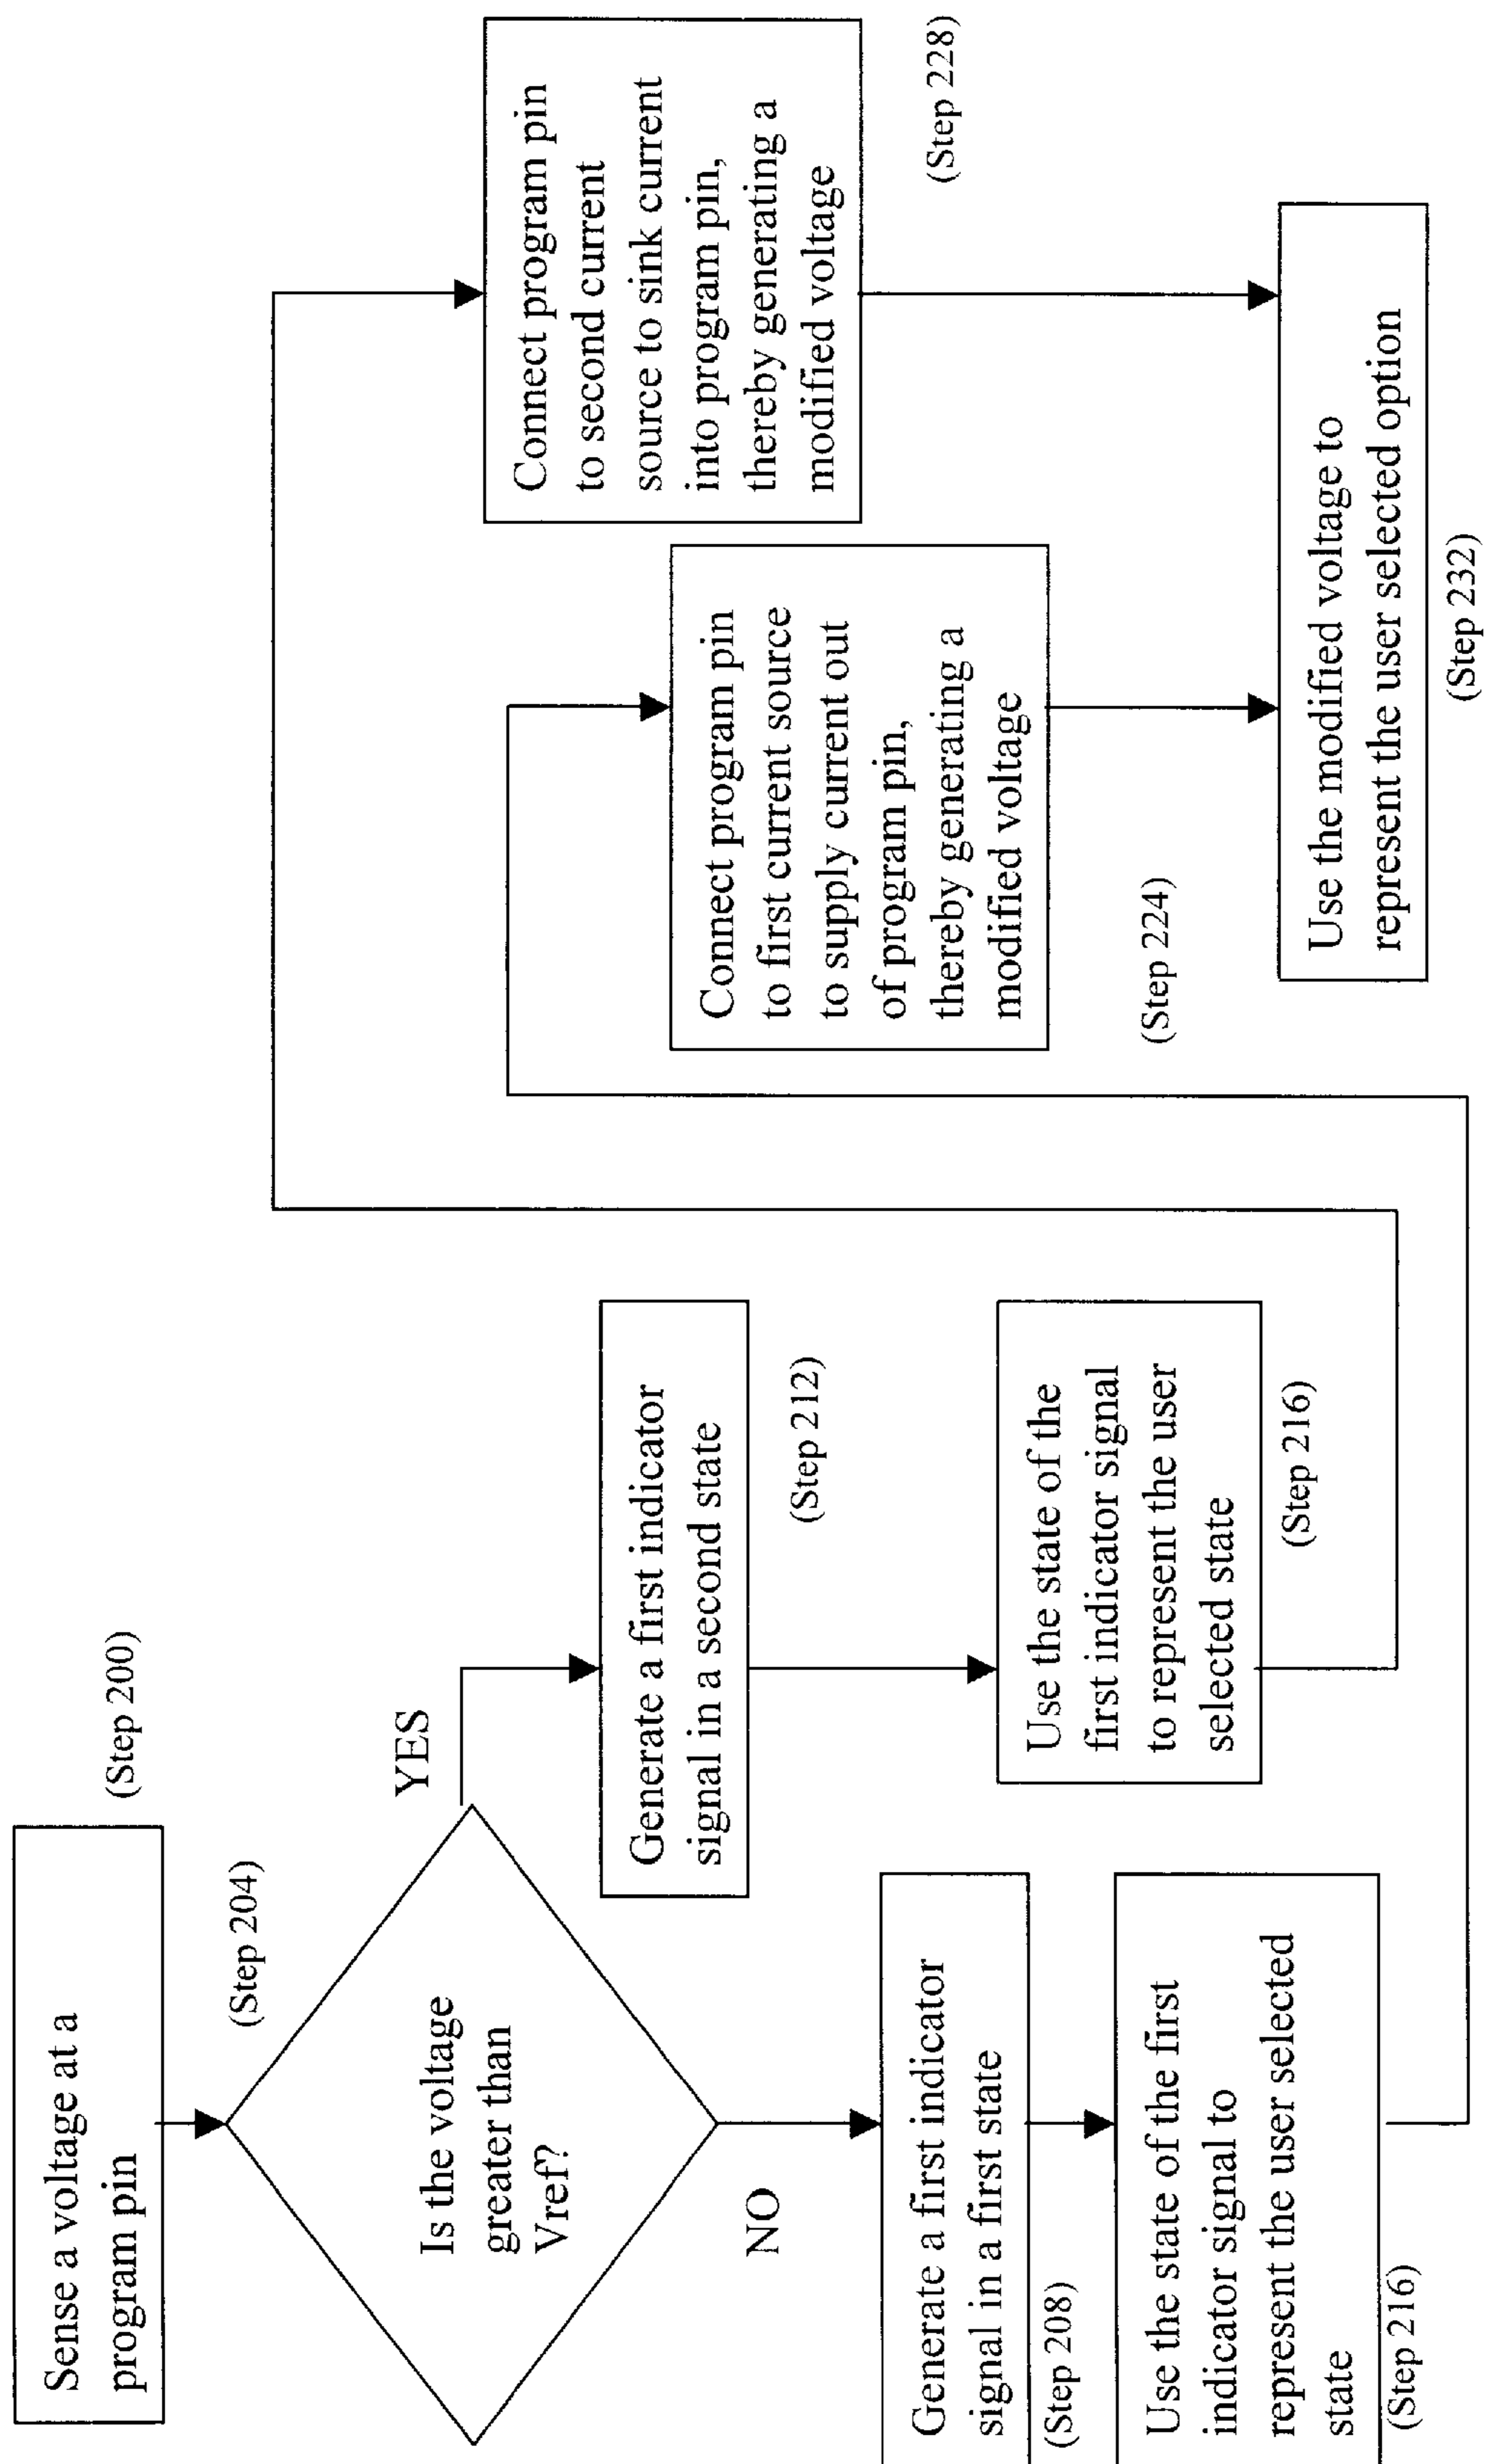 Sense a voltage at a
program pin
(Step 200)
(Step 204)
Is the voltage
greater than
Vref?
YES
NO
Generate a first indicator
signal in a second state
(Step 212)
Generate a first indicator
signal in a first state
(Step 208)
Use the state of the
first indicator signal
to represent the user
selected state
(Step 216)
Use the state of the first
indicator signal to
represent the user selected
state
(Step 216)
Connect program pin
to first current source
to supply current out
of program pin,
thereby generating a
modified voltage
(Step 224)
Connect program pin
to second current
source to sink current
into program pin,
thereby generating a
modified voltage
(Step 228)
Use the modified voltage to
represent the user selected option
(Step 232)